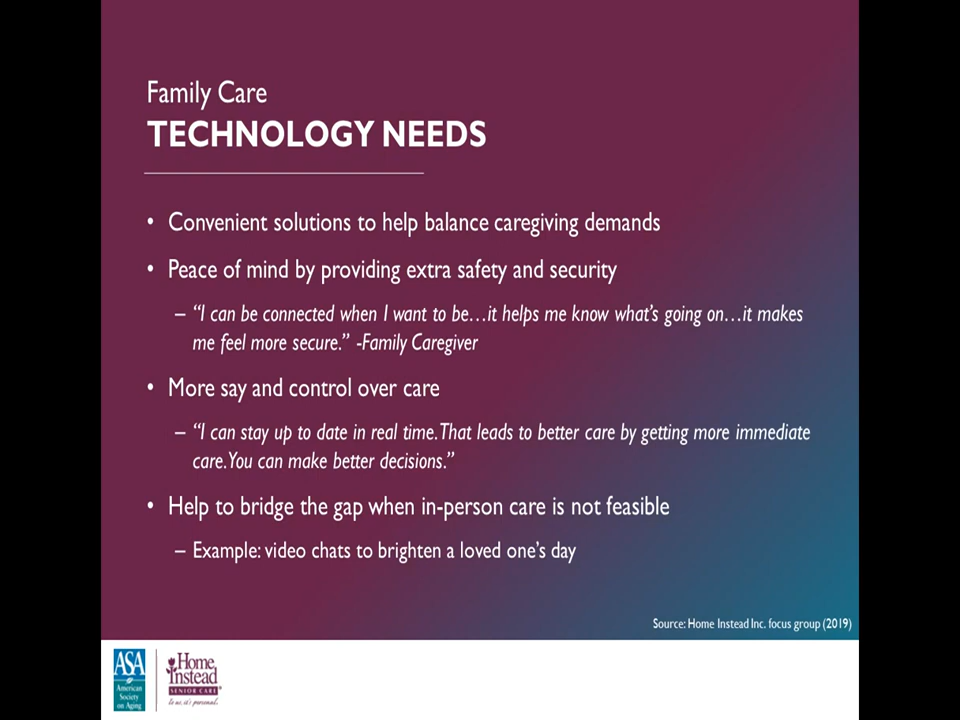 Family Care
TECHNOLOGY NEEDS
• Convenient solutions to help balance caregiving demands
• Peace of mind by providing extra safety and security
– “I can be connected when I want to be…it helps me know what’s going on…it makes
me feel more secure.” -Family Caregiver
• More say and control over care
– “I can stay up to date in real time. That leads to better care by getting more immediate
care. You can make better decisions.”
• Help to bridge the gap when in-person care is not feasible
– Example: video chats to brighten a loved one’s day
Source: Home Instead Inc. focus group (2019)
ASA
American
Society
on Aging
Home
Instead
SENIOR CARE
To us, it’s personal.